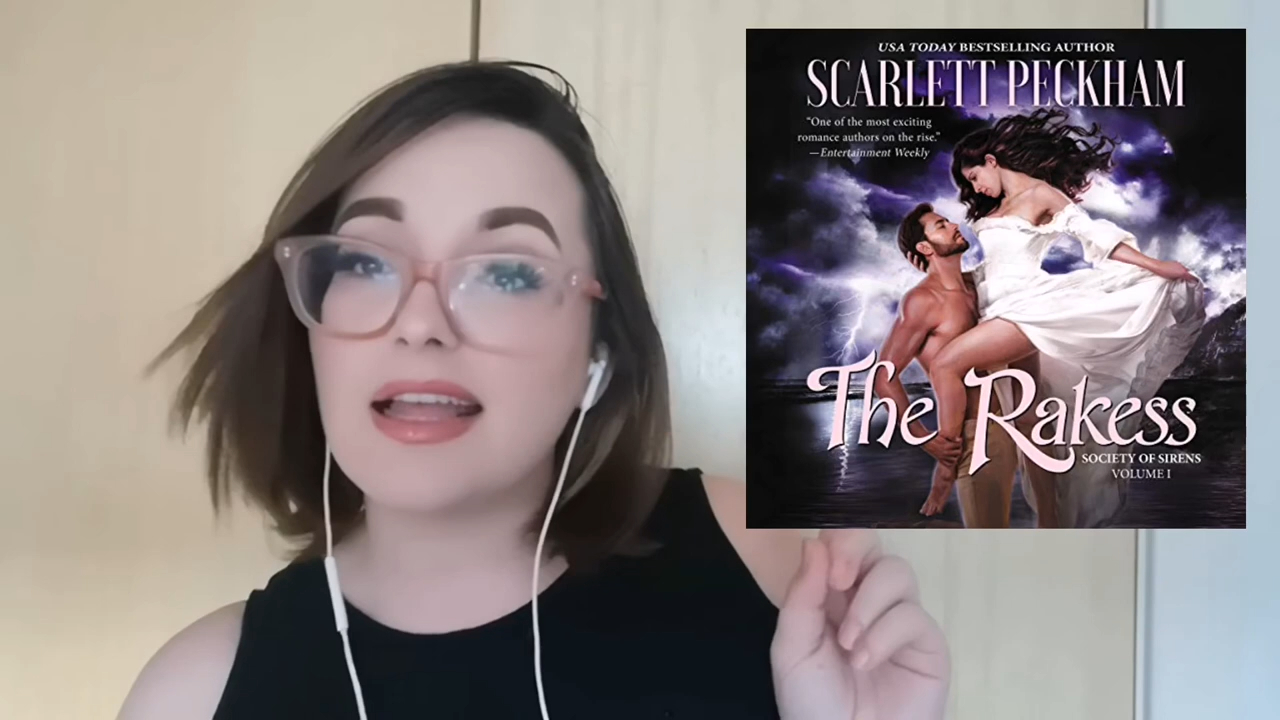 USA TODAY BESTSELLING AUTHOR
SCARLETT PECKHAM
“One of the most exciting
romance authors on the rise.”
—Entertainment Weekly
The Rakess
SOCIETY OF SIRENS
VOLUME I